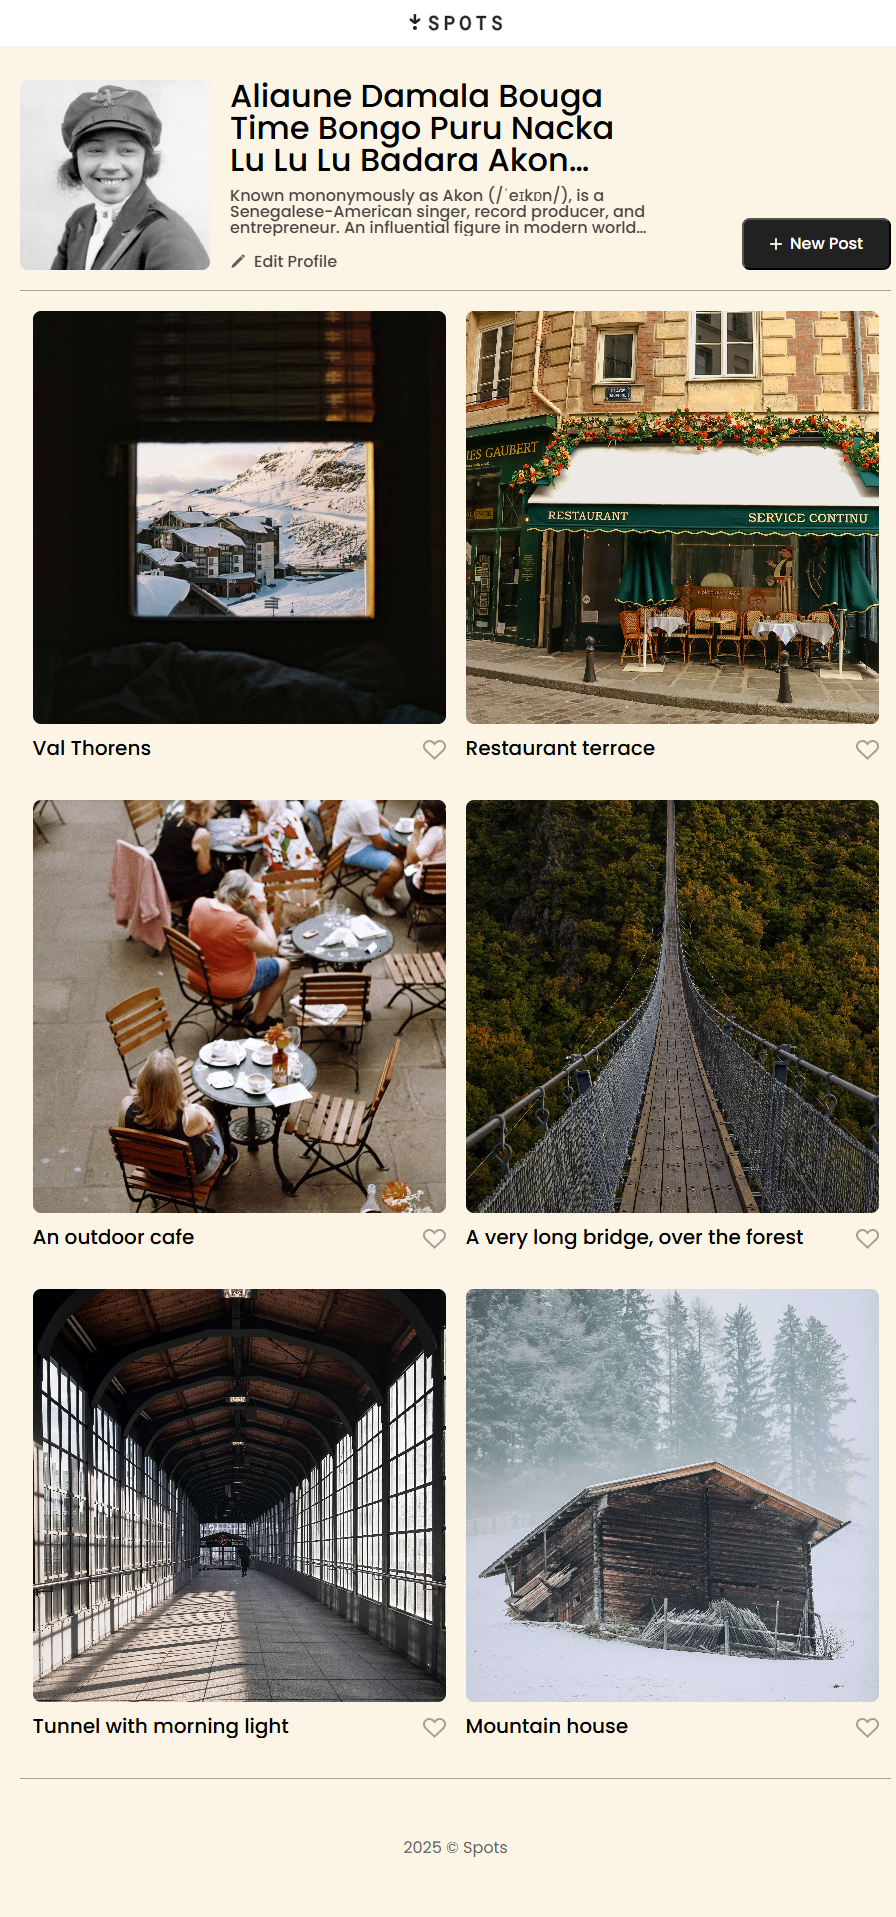 SPOTS
Aliaune Damala Bouga
Time Bongo Puru Nacka
Lu Lu Lu Badara Akon...
Known mononymously as Akon (/ˈeɪkɒn/), is a
Senegalese-American singer, record producer, and
entrepreneur. An influential figure in modern world...
Edit Profile
+ New Post
GAUBERT
RESTAURANT
SERVICE CONTINU
Val Thorens
Restaurant terrace
An outdoor cafe
A very long bridge, over the forest
Tunnel with morning light
Mountain house
2025 © Spots